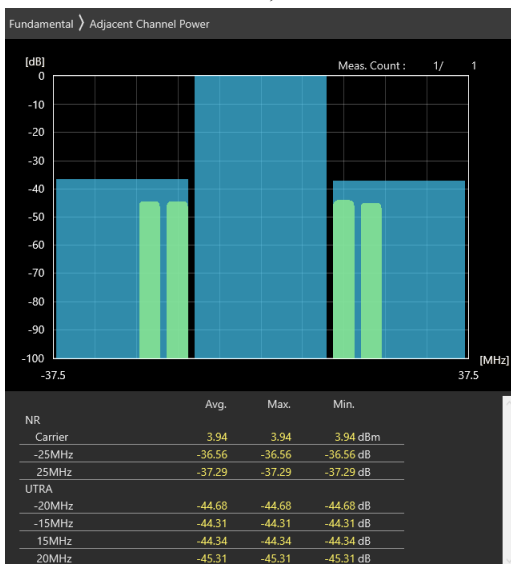 Fundamental 〉 Adjacent Channel Power
[dB]
Meas. Count : 1/ 1
0
-10
-20
-30
-40
-50
-60
-70
-80
-90
-100
[MHz]
-37.5 37.5
Avg. Max. Min.
NR
Carrier 3.94 3.94 3.94 dBm
-25MHz -36.56 -36.56 -36.56 dB
25MHz -37.29 -37.29 -37.29 dB
UTRA
-20MHz -44.68 -44.68 -44.68 dB
-15MHz -44.31 -44.31 -44.31 dB
15MHz -44.34 -44.34 -44.34 dB
20MHz -45.31 -45.31 -45.31 dB